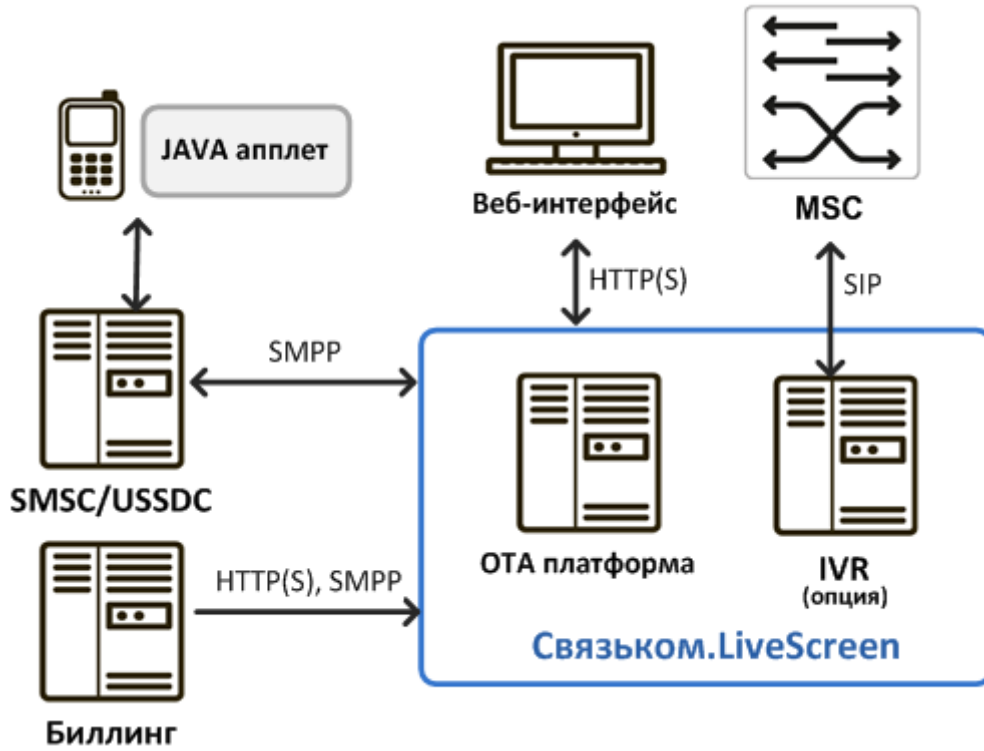 JAVA апплет
Веб-интерфейс
MSC
HTTP(S)
SIP
SMPP
SMSC/USSDC
HTTP(S), SMPP
ОТА платформа
IVR
(опция)
Связьком.LiveScreen
Биллинг